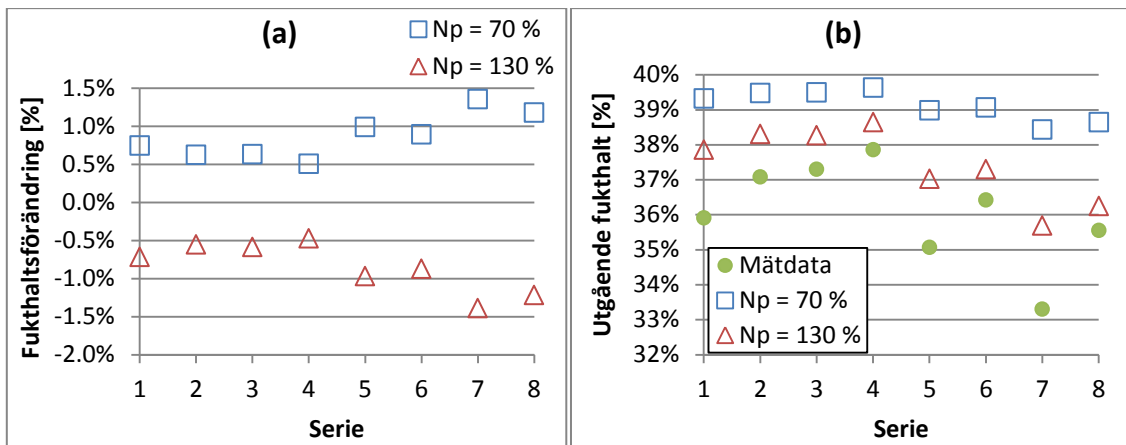 (a)
Np = 70 %
Np = 130 %
Fukthaltsförändring [%]
1.5%
1.0%
0.5%
0.0%
-0.5%
-1.0%
-1.5%
-2.0%
1 2 3 4 5 6 7 8
Serie
(b)
Utgående fukthalt [%]
40%
39%
38%
37%
36%
35%
34%
33%
32%
Mätdata
Np = 70 %
Np = 130 %
1 2 3 4 5 6 7 8
Serie